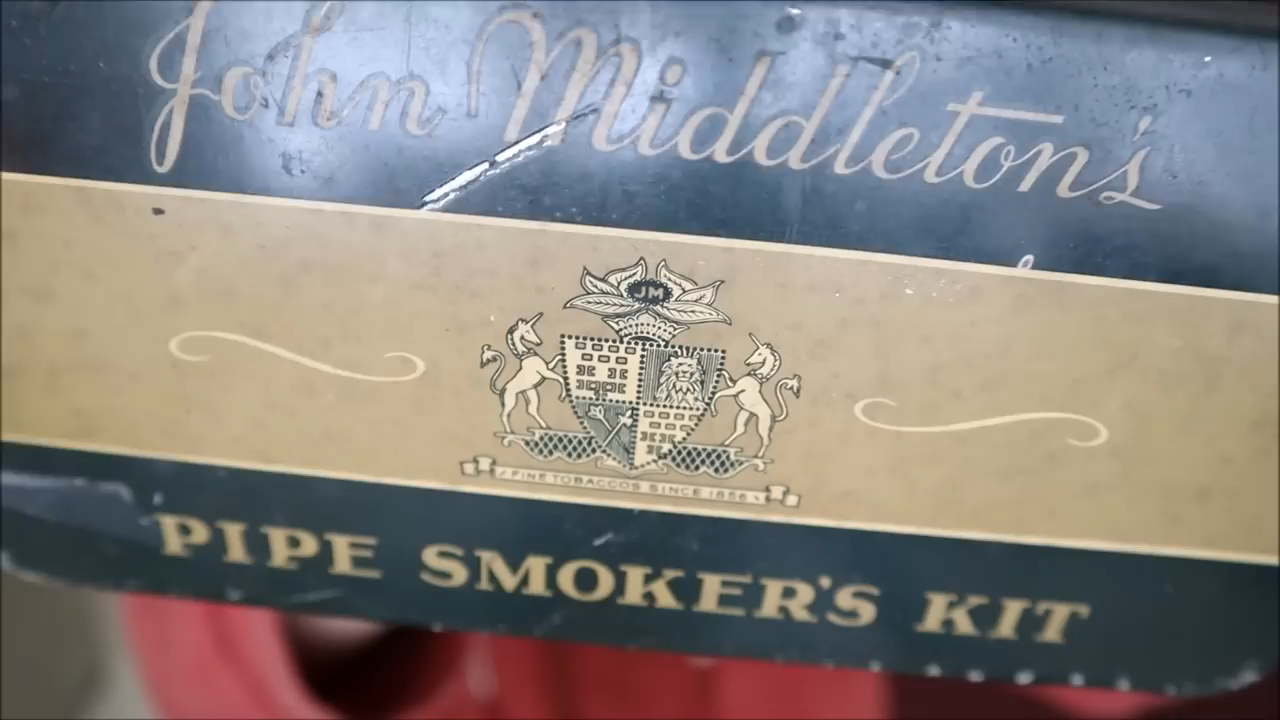 John Middleton's
JM
FINE TOBACCOS SINCE 1856
PIPE SMOKER'S KIT